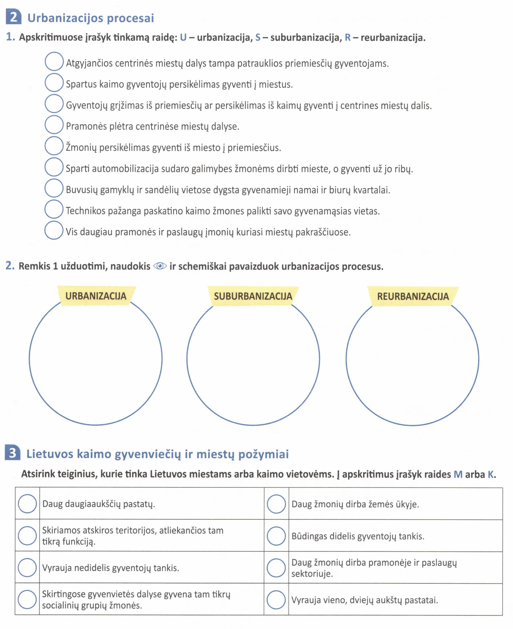 2 Urbanizacijos procesai
1. Apskritimuose įrašyk tinkamą raidę: U – urbanizacija, S – suburbanizacija, R – reurbanizacija.
Atgyjančios centrinės miestų dalys tampa patrauklios priemiesčių gyventojams.
Spartus kaimo gyventojų persikėlimas gyventi į miestus.
Gyventojų grįžimas iš priemiesčių ar persikėlimas iš kaimų gyventi į centrines miestų dalis.
Pramonės plėtra centrinėse miestų dalyse.
Žmonių persikėlimas gyventi iš miesto į priemiesčius.
Sparti automobilizacija sudaro galimybes žmonėms dirbti mieste, o gyventi už jo ribų.
Buvusių gamyklų ir sandėlių vietose dygsta gyvenamieji namai ir biurų kvartalai.
Technikos pažanga paskatino kaimo žmones palikti savo gyvenamąsias vietas.
Vis daugiau pramonės ir paslaugų įmonių kuriasi miestų pakraščiuose.
2. Remkis 1 užduotimi, naudokis ir schemiškai pavaizduok urbanizacijos procesus.
URBANIZACIJA SUBURBANIZACIJA REURBANIZACIJA
3 Lietuvos kaimo gyvenviečių ir miestų požymiai
Atsirink teiginius, kurie tinka Lietuvos miestams arba kaimo vietovėms. Į apskritimus įrašyk raides M arba K.
Daug daugiaaukščių pastatų.
Daug žmonių dirba žemės ūkyje.
Skiriamos atskiros teritorijos, atliekančios tam
tikrą funkciją.
Būdingas didelis gyventojų tankis.
Vyrauja nedidelis gyventojų tankis.
Daug žmonių dirba pramonėje ir paslaugų
sektoriuje.
Skirtingose gyvenvietės dalyse gyvena tam tikrų
socialinių grupių žmonės.
Vyrauja vieno, dviejų aukštų pastatai.